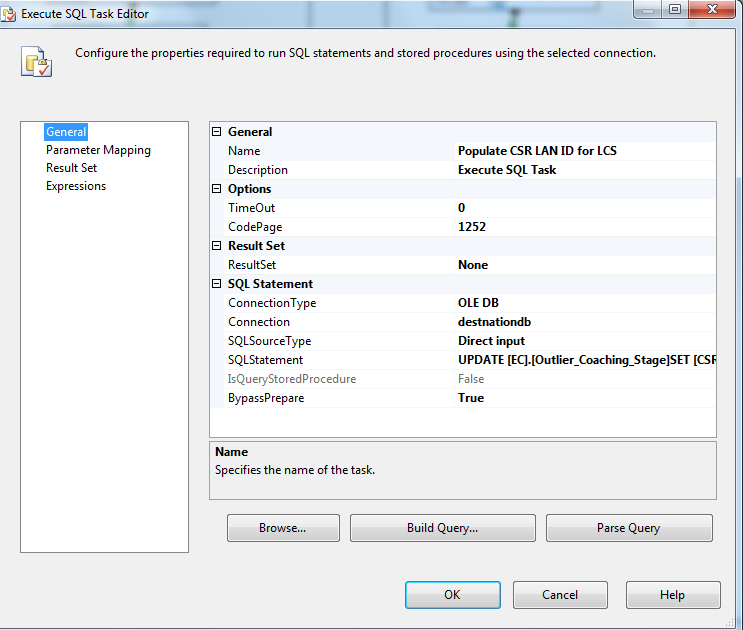 Execute SQL Task Editor
Configure the properties required to run SQL statements and stored procedures using the selected connection.
General
Parameter Mapping
Result Set
Expressions
General
Name Populate CSR LAN ID for LCS
Description Execute SQL Task
Options
TimeOut 0
CodePage 1252
Result Set
ResultSet None
SQL Statement
ConnectionType OLE DB
Connection destnationdb
SQLSourceType Direct input
SQLStatement UPDATE [EC].[Outlier_Coaching_Stage]SET [CSR
IsQueryStoredProcedure False
BypassPrepare True
Name
Specifies the name of the task.
Browse... Build Query... Parse Query
OK Cancel Help